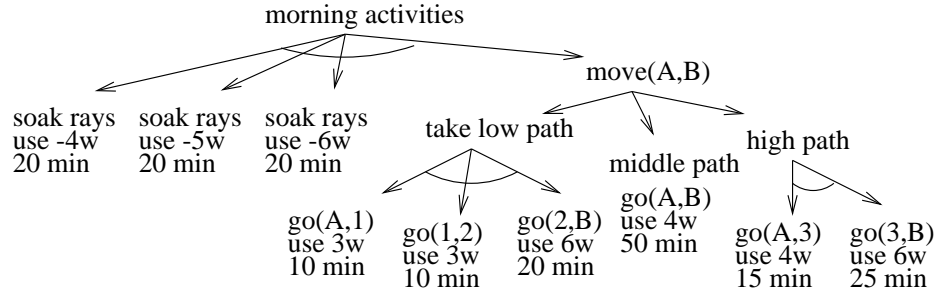 morning activities
move(A,B)
soak rays
use -4w
20 min
soak rays
use -5w
20 min
soak rays
use -6w
20 min
take low path
middle path
go(A,B)
use 4w
50 min
high path
go(A,1)
use 3w
10 min
go(1,2)
use 3w
10 min
go(2,B)
use 6w
20 min
go(A,3)
use 4w
15 min
go(3,B)
use 6w
25 min